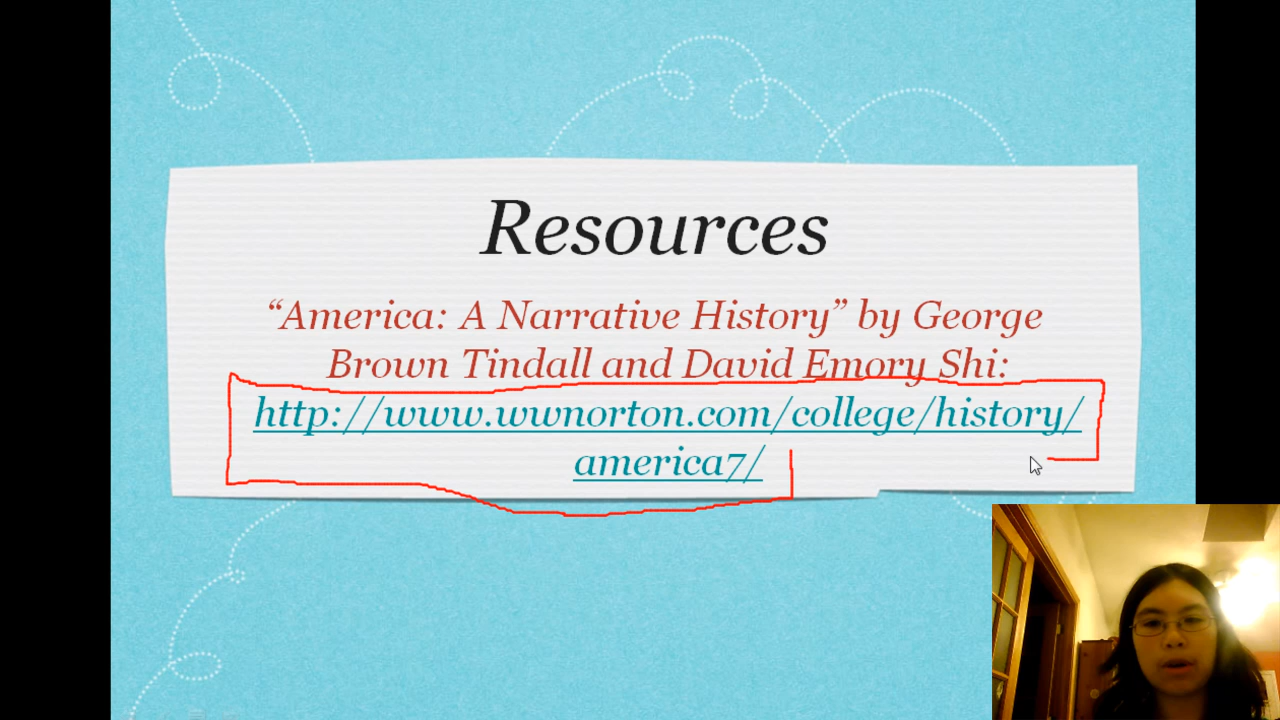 Resources
“America: A Narrative History” by George
Brown Tindall and David Emory Shi:
http://www.wwnorton.com/college/history/
america7/